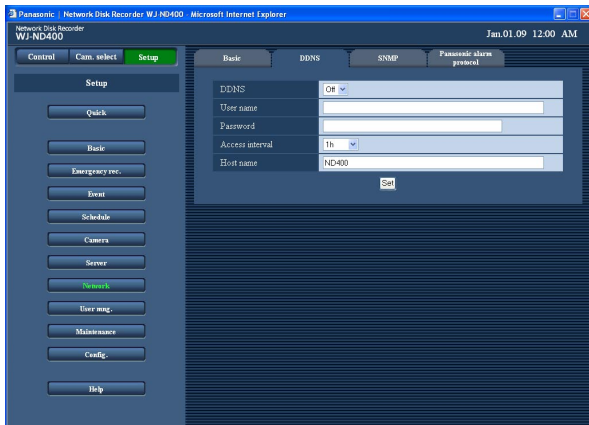 Panasonic | Network Disk Recorder WJ-ND400 - Microsoft Internet Explorer
Network Disk Recorder
WJ-ND400
Jan.01.09 12:00 AM
Control Cam. select Setup
Basic DDNS SNMP Panasonic alarm protocol
Setup
Quick
Basic
Emergency rec.
Event
Schedule
Camera
Server
Network
User mng.
Maintenance
Config.
Help
DDNS Off
User name
Password
Access interval 1h
Host name ND400
Set